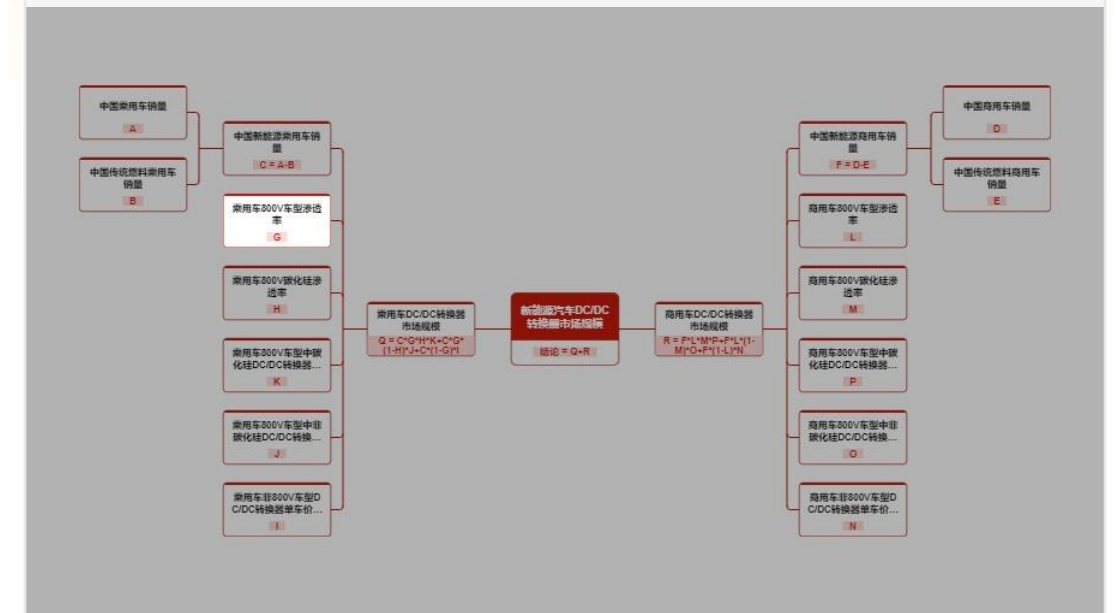 中国乘用车销量
A
中国传统燃料乘用车
销量
B
中国新能源乘用车销
量
C = A-B
乘用车800V车型渗透
率
G
乘用车800V碳化硅渗
透率
H
乘用车800V车型中碳
化硅DC/DC转换器...
K
乘用车800V车型中非
碳化硅DC/DC转换...
J
乘用车非800V车型D
C/DC转换器单车价...
I
乘用车DC/DC转换器
市场规模
Q = C*G*H*K+C*G*
(1-H)*J+C*(1-G)*I
新能源汽车DC/DC
转换器市场规模
结论 = Q+R
商用车DC/DC转换器
市场规模
R = F*L*M*P+F*L*(1-
M)*O+F*(1-L)*N
中国新能源商用车销
量
F = D-E
商用车800V车型渗透
率
L
商用车800V碳化硅渗
透率
M
商用车800V车型中碳
化硅DC/DC转换器...
P
商用车800V车型中非
碳化硅DC/DC转换...
O
商用车非800V车型D
C/DC转换器单车价...
N
中国商用车销量
D
中国传统燃料商用车
销量
E